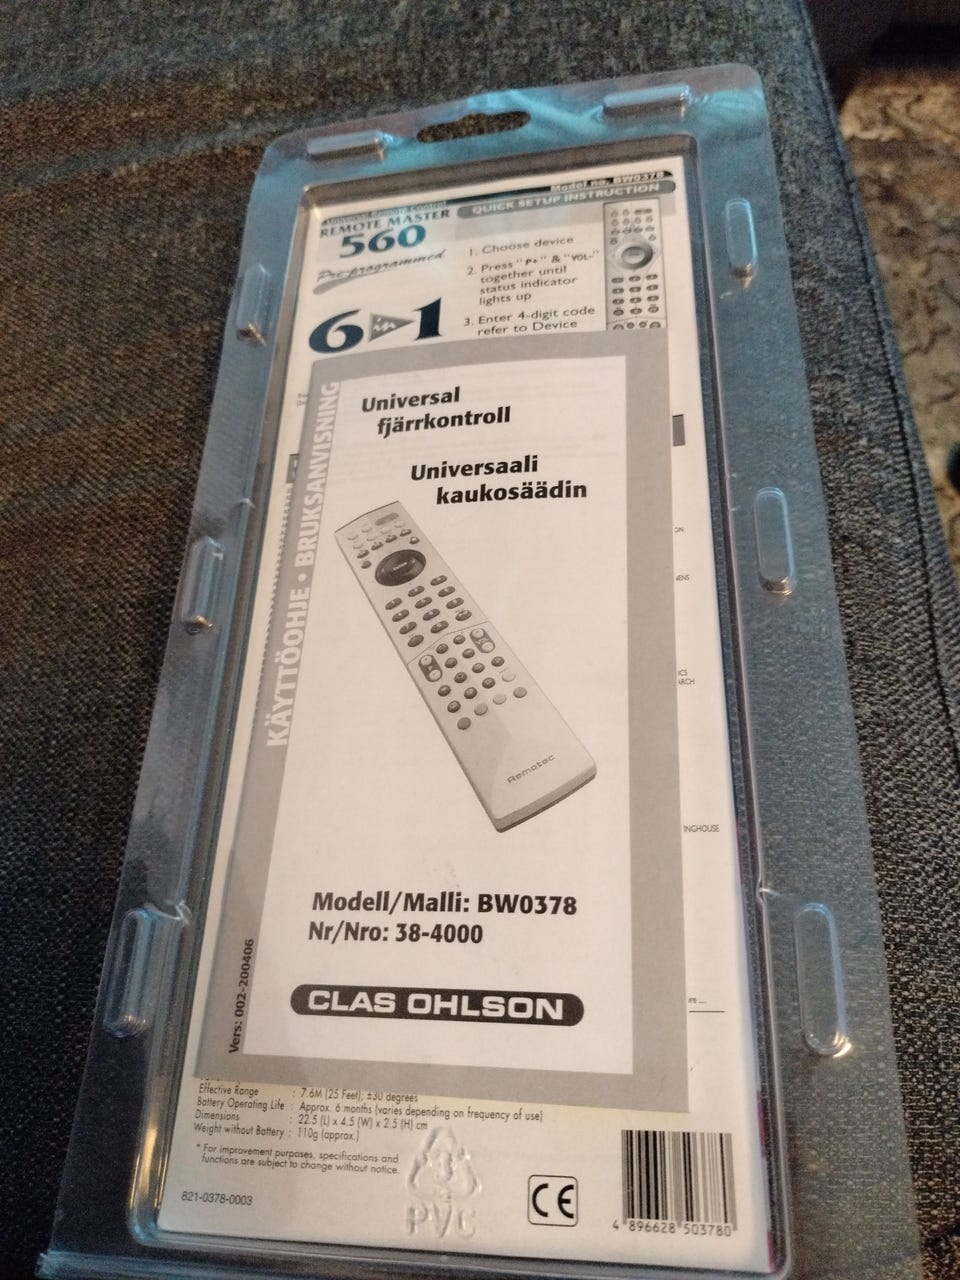 Model no. BW0378
Universal Remote Control
REMOTE MASTER
560
Pre-programmed
6 in 1
QUICK SETUP INSTRUCTION
1. Choose device
2. Press "P+" & "VOL-"
together until
status indicator
lights up
3. Enter 4-digit code
refer to Device
KÄYTTÖOHJE • BRUKSANVISNING
Universal
fjärrkontroll
Universaali
kaukosäädin
Remotec
Modell/Malli: BW0378
Nr/Nro: 38-4000
CLAS OHLSON
Vers: 002-200406
INGHOUSE
Effective Range : 7.6M (25 Feet); ±30 degrees
Battery Operating Life : Approx. 6 months (varies depending on frequency of use)
Dimensions : 22.5 (L) x 4.5 (W) x 2.5 (H) cm
Weight without Battery : 110g (approx.)
* For improvement purposes, specifications and
functions are subject to change without notice.
821-0378-0003
3
PVC
CE
4 896628 503780